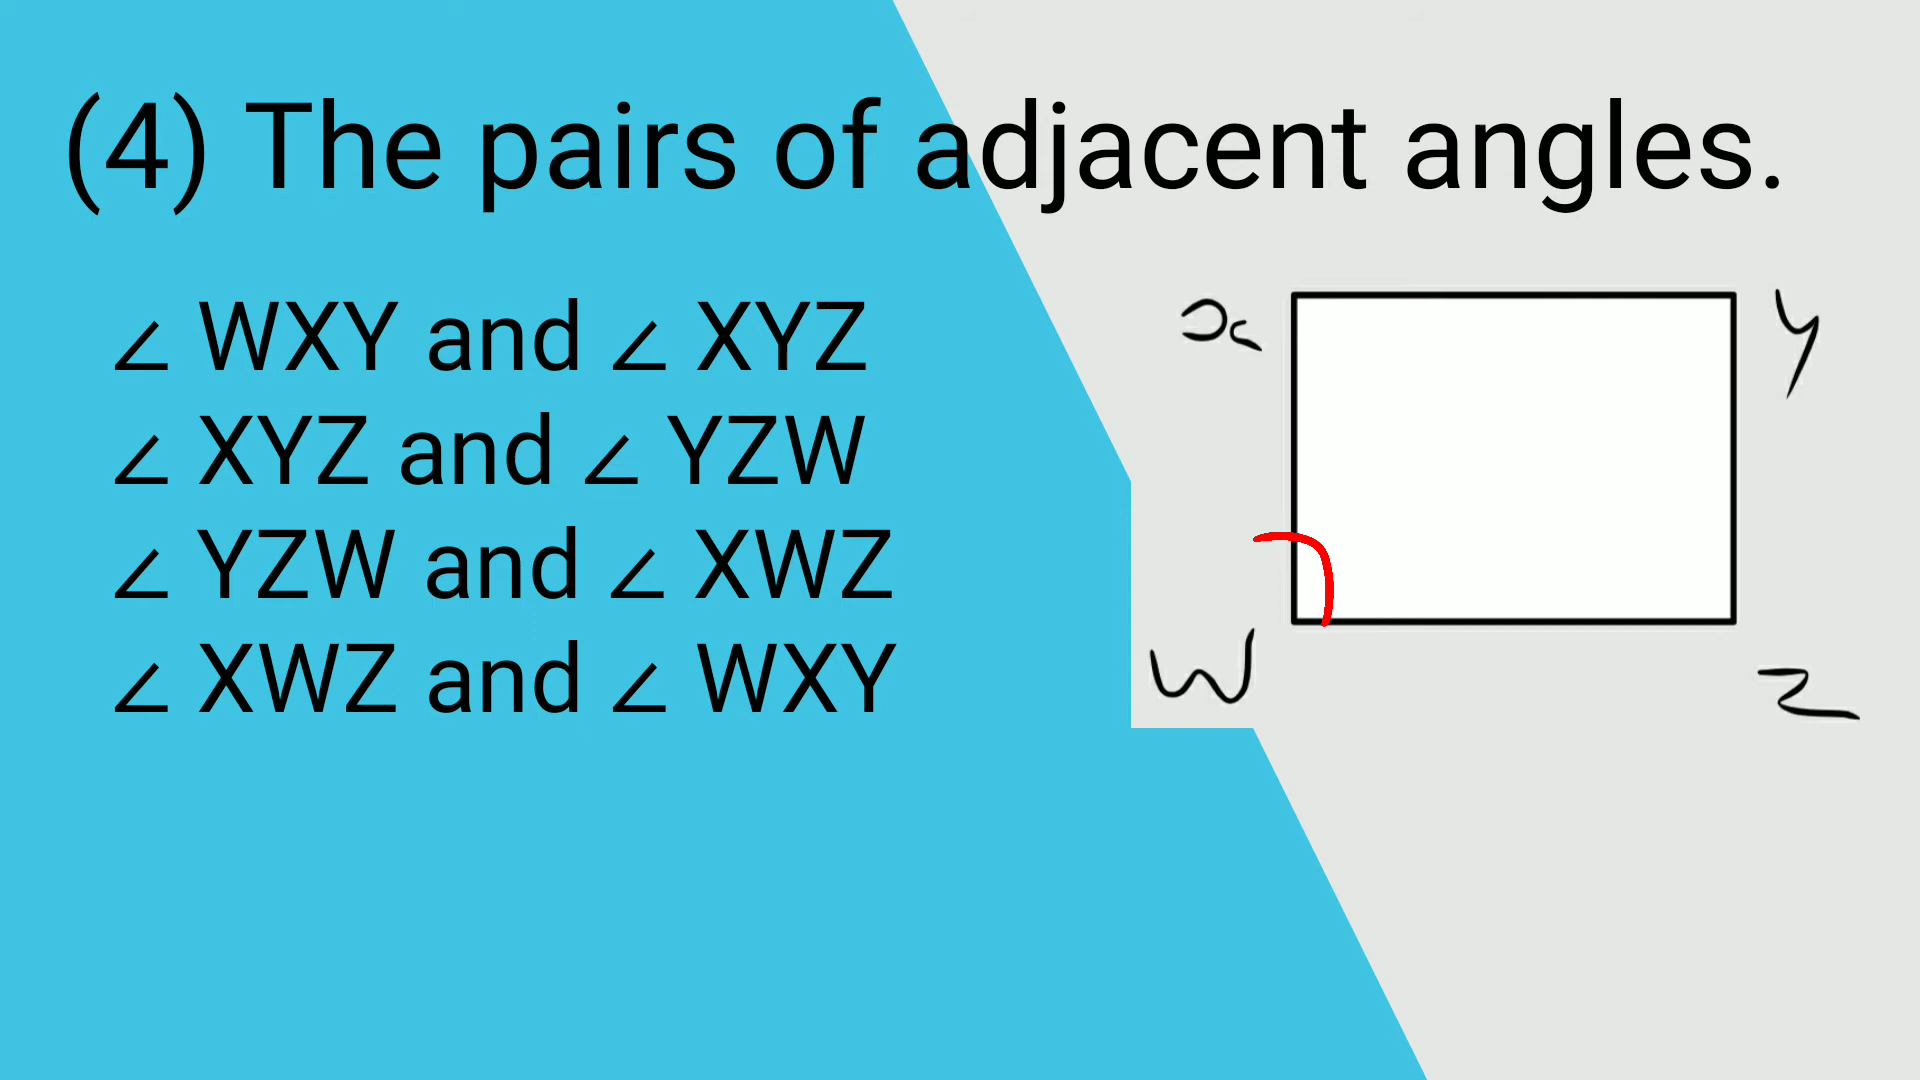 (4) The pairs of adjacent angles.
∠ WXY and ∠ XYZ
∠ XYZ and ∠ YZW
∠ YZW and ∠ XWZ
∠ XWZ and ∠ WXY
x y
W z